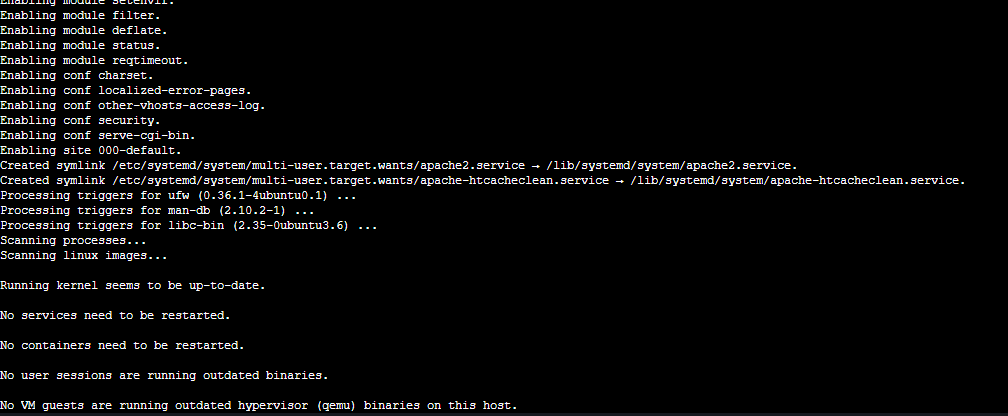 Enabling module setenvif.
Enabling module filter.
Enabling module deflate.
Enabling module status.
Enabling module reqtimeout.
Enabling conf charset.
Enabling conf localized-error-pages.
Enabling conf other-vhosts-access-log.
Enabling conf security.
Enabling conf serve-cgi-bin.
Enabling site 000-default.
Created symlink /etc/systemd/system/multi-user.target.wants/apache2.service → /lib/systemd/system/apache2.service.
Created symlink /etc/systemd/system/multi-user.target.wants/apache-htcacheclean.service → /lib/systemd/system/apache-htcacheclean.service.
Processing triggers for ufw (0.36.1-4ubuntu0.1) ...
Processing triggers for man-db (2.10.2-1) ...
Processing triggers for libc-bin (2.35-0ubuntu3.6) ...
Scanning processes...
Scanning linux images...
Running kernel seems to be up-to-date.
No services need to be restarted.
No containers need to be restarted.
No user sessions are running outdated binaries.
No VM guests are running outdated hypervisor (qemu) binaries on this host.